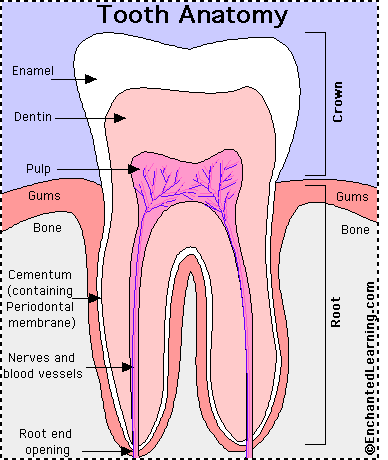 Tooth Anatomy
Enamel
Dentin
Pulp
Gums
Bone
Cementum
(containing
Periodontal
membrane)
Nerves and
blood vessels
Root end
opening
Crown
Gums
Bone
Root
©EnchantedLearning.com